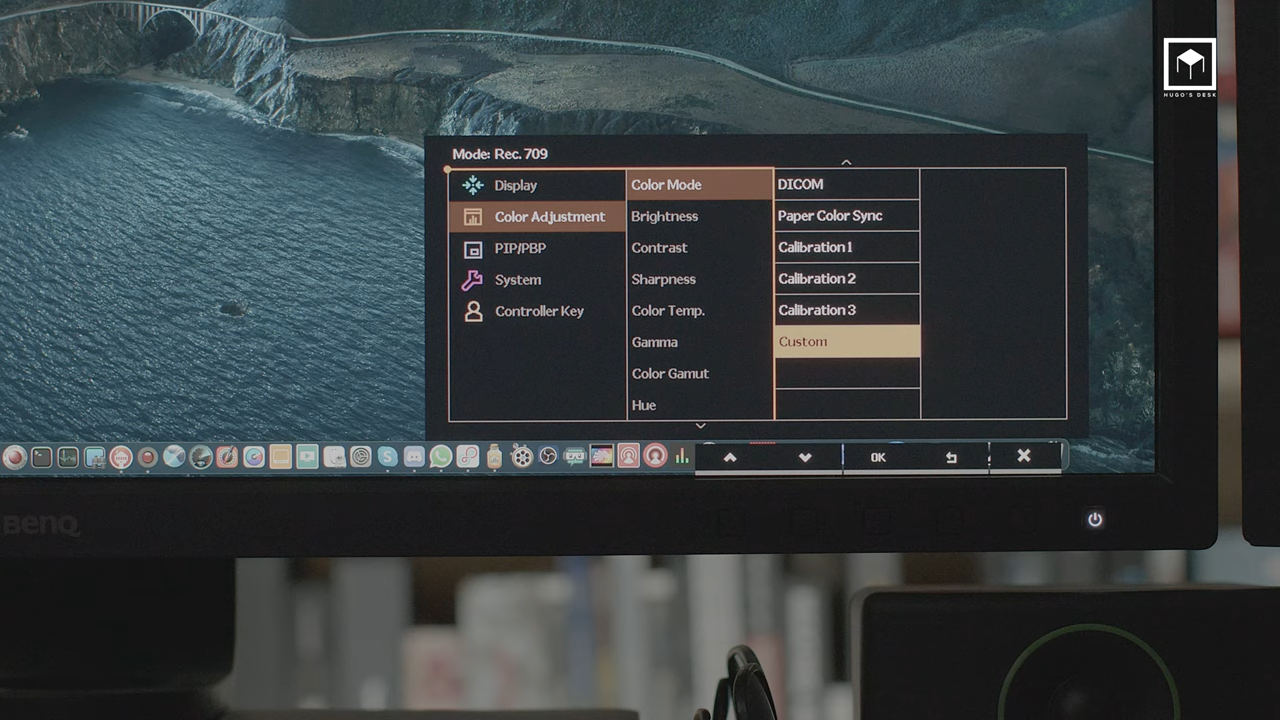 HUGO'S DESK
Mode: Rec. 709
Display
Color Adjustment
PIP/PBP
System
Controller Key
Color Mode
Brightness
Contrast
Sharpness
Color Temp.
Gamma
Color Gamut
Hue
DICOM
Paper Color Sync
Calibration 1
Calibration 2
Calibration 3
Custom
OK
BenQ